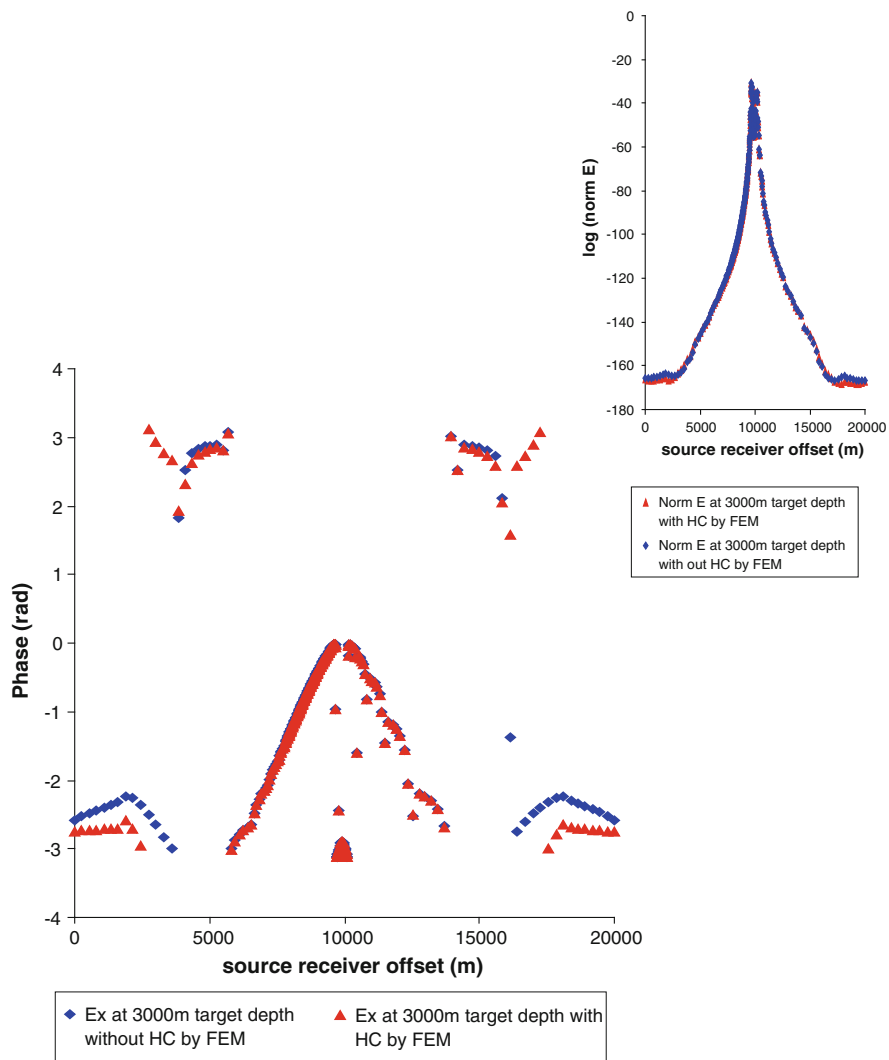 0
-20
-40
-60
-80
-100
-120
-140
-160
-180
log (norm E)
0 5000 10000 15000 20000
source receiver offset (m)
Norm E at 3000m target depth
with HC by FEM
Norm E at 3000m target depth
with out HC by FEM
4
3
2
1
0
-1
-2
-3
-4
Phase (rad)
0 5000 10000 15000 20000
source receiver offset (m)
Ex at 3000m target depth
without HC by FEM
Ex at 3000m target depth with
HC by FEM